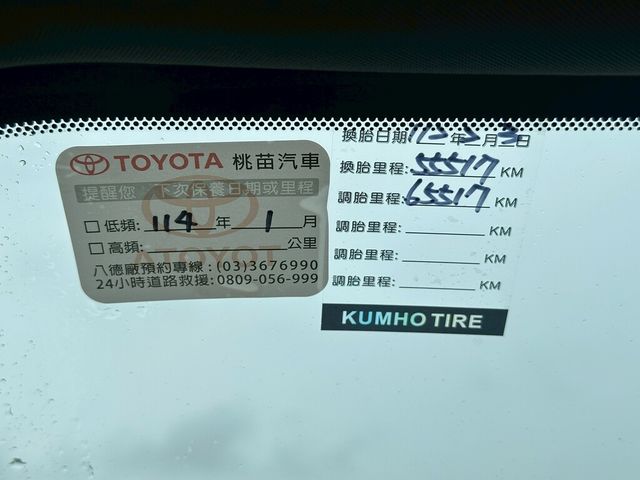 TOYOTA 桃苗汽車
提醒您 下次保養日期或里程
□低頻: 114 年 1 月
□高頻: 公里
八德廠預約專線:(03)3676990
24小時道路救援:0809-056-999
換胎日期: 年 月 3日
換胎里程: 55517 KM
調胎里程: 65517 KM
調胎里程: KM
調胎里程: KM
調胎里程: KM
KUMHO TIRE
TOYOTA